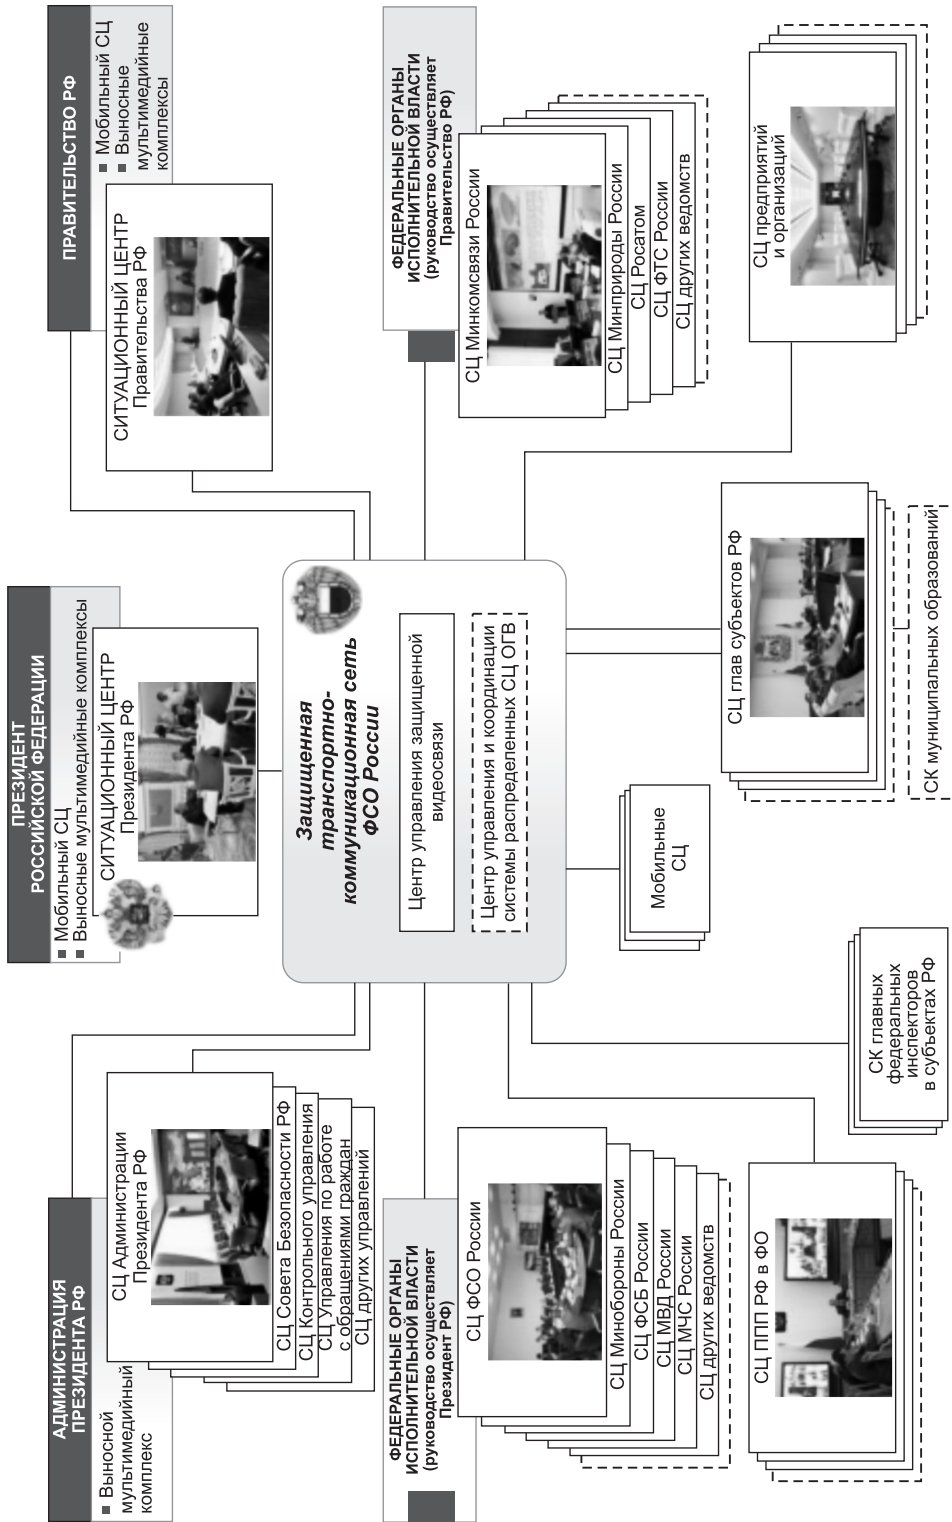 АДМИНИСТРАЦИЯ
ПРЕЗИДЕНТА РФ
■ Выносной
мультимедийный
комплекс
СЦ Администрации
Президента РФ
СЦ Совета Безопасности РФ
СЦ Контрольного управления
СЦ Управления по работе
с обращениями граждан
СЦ других управлений
ПРЕЗИДЕНТ
РОССИЙСКОЙ ФЕДЕРАЦИИ
■ Мобильный СЦ
■ Выносные мультимедийные комплексы
СИТУАЦИОННЫЙ ЦЕНТР
Президента РФ
ПРАВИТЕЛЬСТВО РФ
■ Мобильный СЦ
■ Выносные
мультимедийные
комплексы
СИТУАЦИОННЫЙ ЦЕНТР
Правительства РФ
Защищенная
транспортно-
коммуникационная сеть
ФСО России
Центр управления защищенной
видеосвязи
Центр управления и координации
системы распределенных СЦ ОГВ
ФЕДЕРАЛЬНЫЕ ОРГАНЫ
ИСПОЛНИТЕЛЬНОЙ ВЛАСТИ
(руководство осуществляет
Президент РФ)
СЦ ФСО России
СЦ Минобороны России
СЦ ФСБ России
СЦ МВД России
СЦ МЧС России
СЦ других ведомств
ФЕДЕРАЛЬНЫЕ ОРГАНЫ
ИСПОЛНИТЕЛЬНОЙ ВЛАСТИ
(руководство осуществляет
Правительство РФ)
СЦ Минкомсвязи России
СЦ Минприроды России
СЦ Росатом
СЦ ФТС России
СЦ других ведомств
СЦ ППП РФ в ФО
СК главных
федеральных
инспекторов
в субъектах РФ
Мобильные
СЦ
СЦ глав субъектов РФ
СК муниципальных образований
СЦ предприятий
и организаций